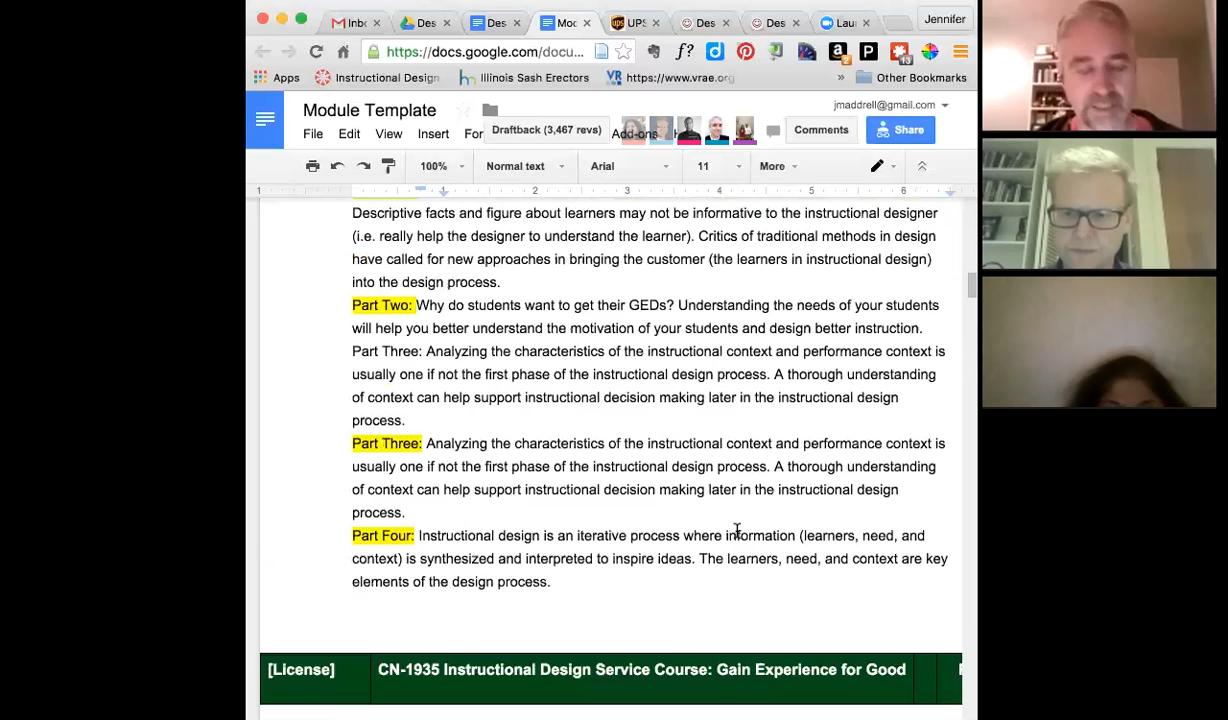 Inbo
Des
Des
Mod
UPS
Des
Des
Lau
Jennifer
https://docs.google.com/docu...
Apps
Instructional Design
Illinois Sash Erectors
https://www.vrae.org
»
Other Bookmarks
Module Template
jmaddrell@gmail.com
File Edit View Insert For Add-ons H
Draftback (3,467 revs)
Comments
Share
100% Normal text Arial 11 More
1 1 2 3 4 5 6
Descriptive facts and figure about learners may not be informative to the instructional designer
(i.e. really help the designer to understand the learner). Critics of traditional methods in design
have called for new approaches in bringing the customer (the learners in instructional design)
into the design process.
Part Two: Why do students want to get their GEDs? Understanding the needs of your students
will help you better understand the motivation of your students and design better instruction.
Part Three: Analyzing the characteristics of the instructional context and performance context is
usually one if not the first phase of the instructional design process. A thorough understanding
of context can help support instructional decision making later in the instructional design
process.
Part Three: Analyzing the characteristics of the instructional context and performance context is
usually one if not the first phase of the instructional design process. A thorough understanding
of context can help support instructional decision making later in the instructional design
process.
Part Four: Instructional design is an iterative process where information (learners, need, and
context) is synthesized and interpreted to inspire ideas. The learners, need, and context are key
elements of the design process.
[License] CN-1935 Instructional Design Service Course: Gain Experience for Good